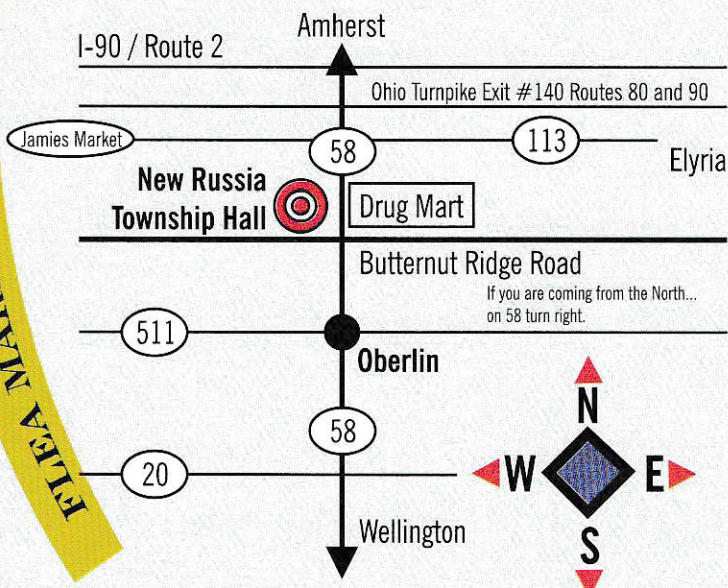 Amherst
I-90 / Route 2
Ohio Turnpike Exit #140 Routes 80 and 90
Jamies Market
58
113
Elyria
New Russia
Township Hall
Drug Mart
Butternut Ridge Road
If you are coming from the North...
on 58 turn right.
511
Oberlin
58
20
Wellington
N
W
E
S
FLEA